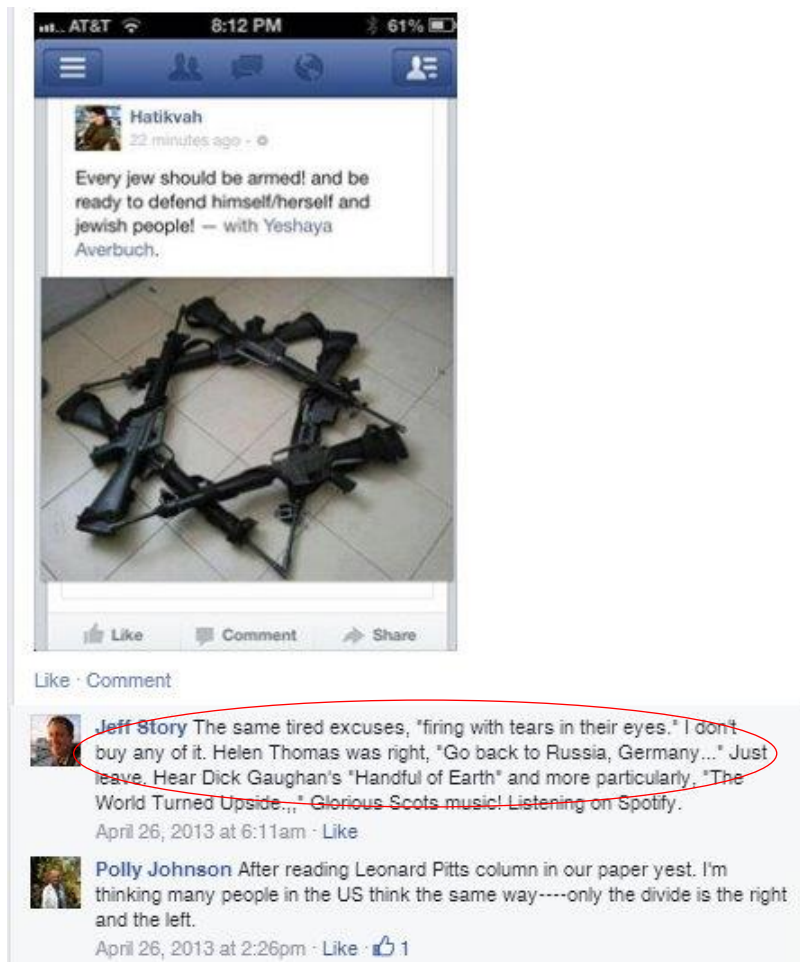 AT&T 8:12 PM 61%
Hatikvah
22 minutes ago ·
Every jew should be armed! and be
ready to defend himself/herself and
jewish people! — with Yeshaya
Averbuch.
Like Comment Share
Like · Comment
Jeff Story The same tired excuses, "firing with tears in their eyes." I don't
buy any of it. Helen Thomas was right, "Go back to Russia, Germany..." Just
leave. Hear Dick Gaughan's "Handful of Earth" and more particularly, "The
World Turned Upside.,," Glorious Scots music! Listening on Spotify.
April 26, 2013 at 6:11am · Like
Polly Johnson After reading Leonard Pitts column in our paper yest. I'm
thinking many people in the US think the same way----only the divide is the right
and the left.
April 26, 2013 at 2:26pm · Like · 1